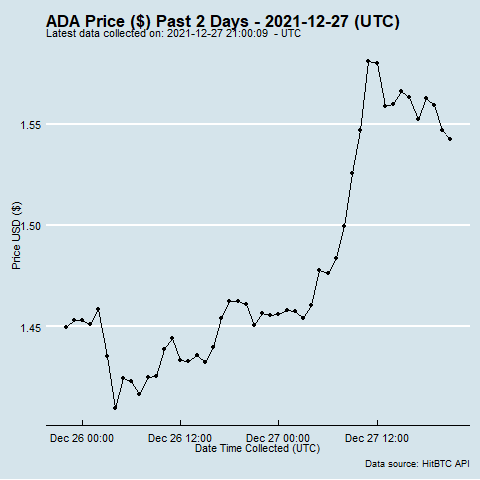 ADA Price ($) Past 2 Days - 2021-12-27 (UTC)
Latest data collected on: 2021-12-27 21:00:09  - UTC
1.55
1.50
1.45
Price USD ($)
Dec 26 00:00 Dec 26 12:00 Dec 27 00:00 Dec 27 12:00
Date Time Collected (UTC)
Data source: HitBTC API